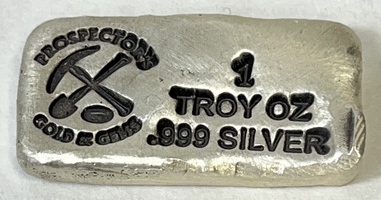 PROSPECTORS
GOLD & GEMS
1
TROY OZ
.999 SILVER